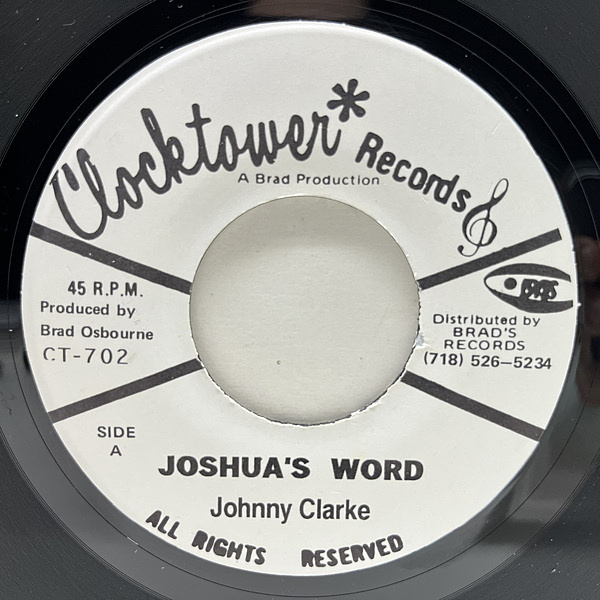 Clocktower* Records
A Brad Production
45 R.P.M.
Produced by
Brad Osbourne
CT-702
Distributed by
BRAD'S
RECORDS
(718) 526-5234
SIDE
A
JOSHUA'S WORD
Johnny Clarke
ALL RIGHTS RESERVED